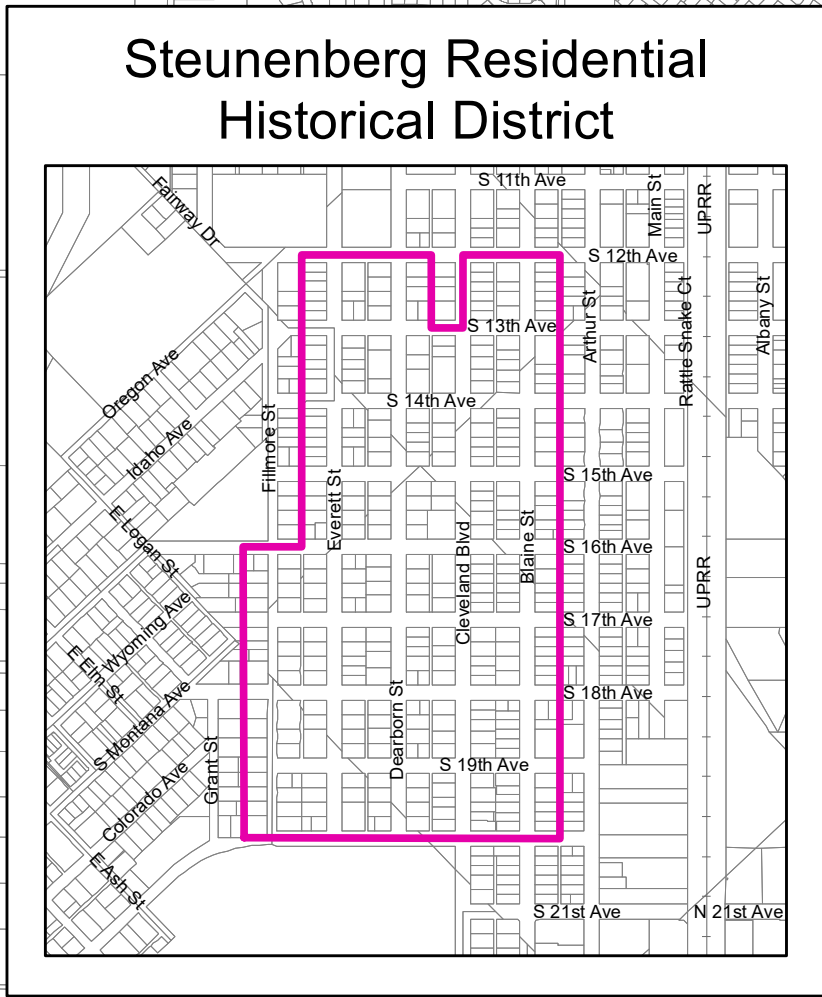 Steunenberg Residential
Historical District
S 11th Ave
Fairway Dr
Main St
UPRR
S 12th Ave
Albany St
Arthur St
Rattle Snake Ct
S 13th Ave
Oregon Ave
S 14th Ave
Idaho Ave
Fillmore St
S 15th Ave
Everett St
E Logan St
Blaine St
Cleveland Blvd
S 16th Ave
UPRR
Wyoming Ave
S 17th Ave
E Elm St
S 18th Ave
S Montana Ave
Dearborn St
Grant St
S 19th Ave
Colorado Ave
E Ash St
S 21st Ave
N 21st Ave